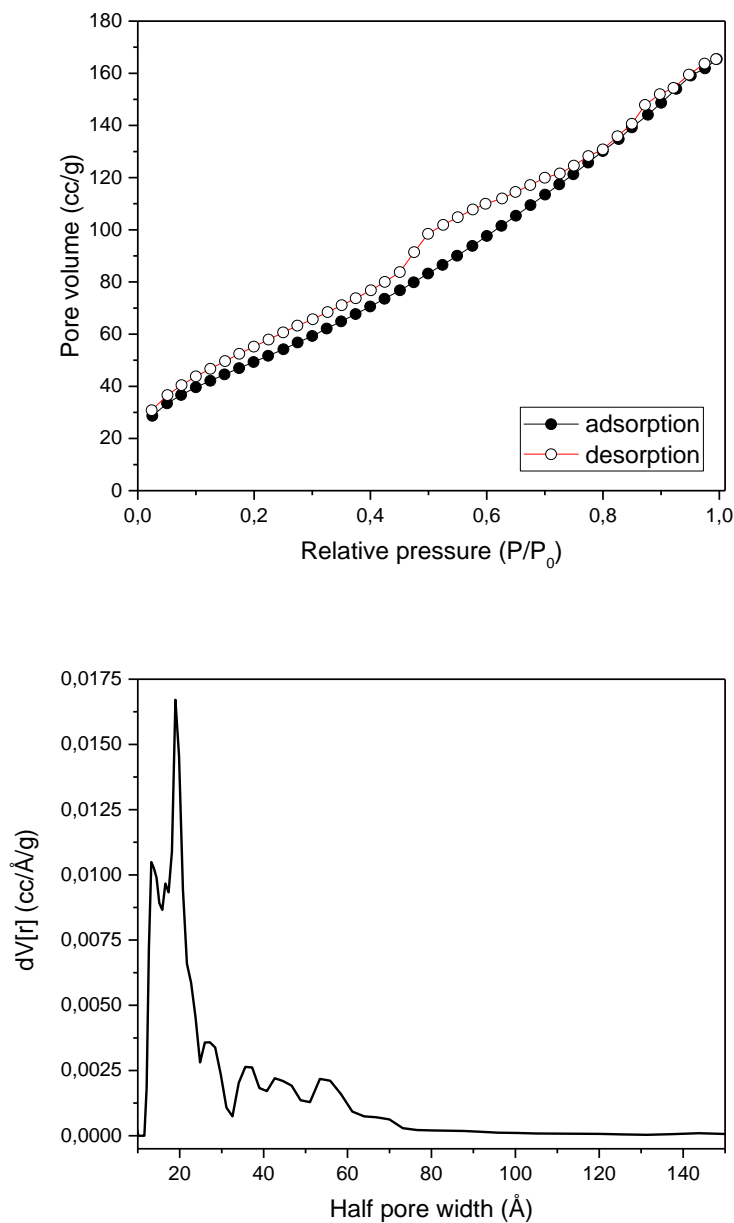 180
160
140
120
100
80
60
40
20
0
Pore volume (cc/g)
adsorption
desorption
0,0 0,2 0,4 0,6 0,8 1,0
Relative pressure (P/P0)
0,0175
0,0150
0,0125
0,0100
0,0075
0,0050
0,0025
0,0000
dV[r] (cc/Å/g)
20 40 60 80 100 120 140
Half pore width (Å)